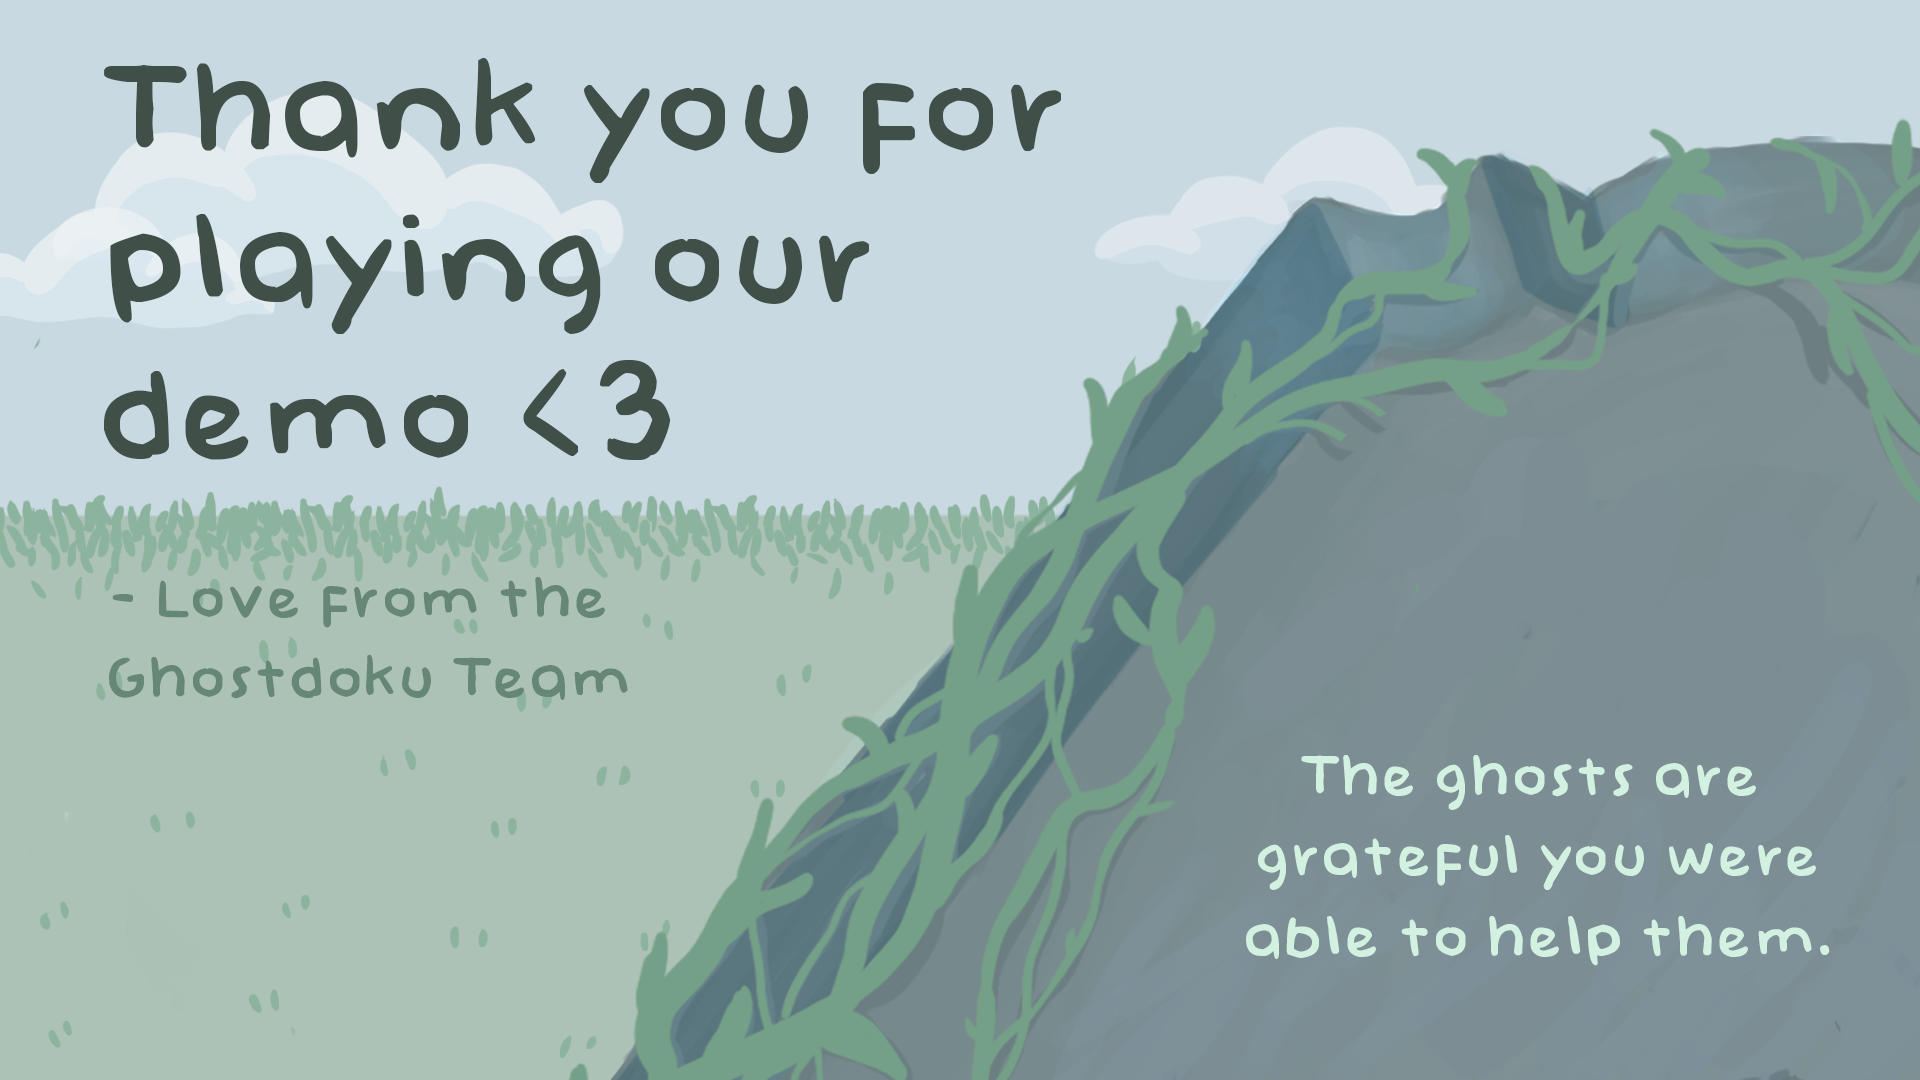 Thank you for
playing our
demo <3
- Love from the
Ghostdoku Team
The ghosts are
grateful you were
able to help them.